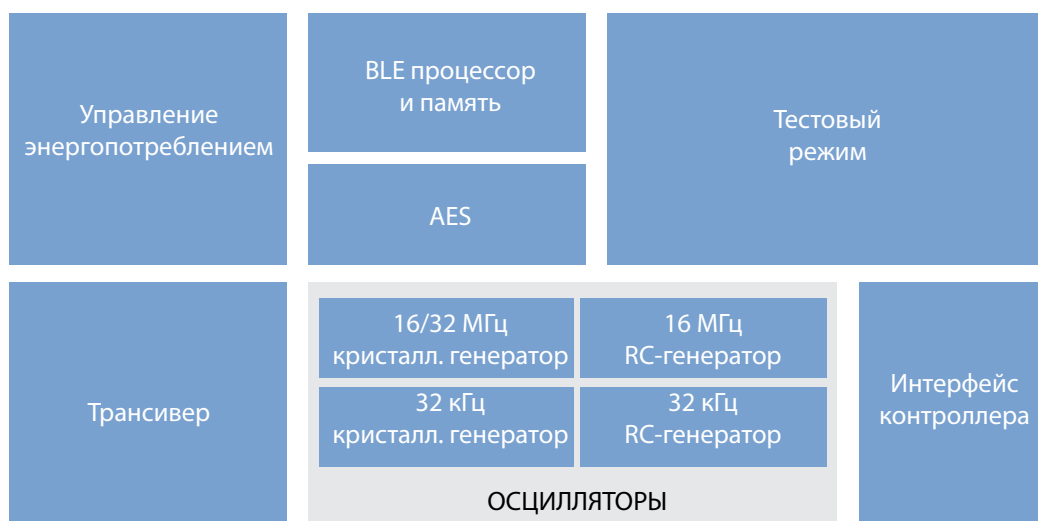 Управление
энергопотреблением
BLE процессор
и память
AES
Тестовый
режим
Трансивер
16/32 МГц
кристалл. генератор
16 МГц
RC-генератор
32 кГц
кристалл. генератор
32 кГц
RC-генератор
ОСЦИЛЛЯТОРЫ
Интерфейс
контроллера